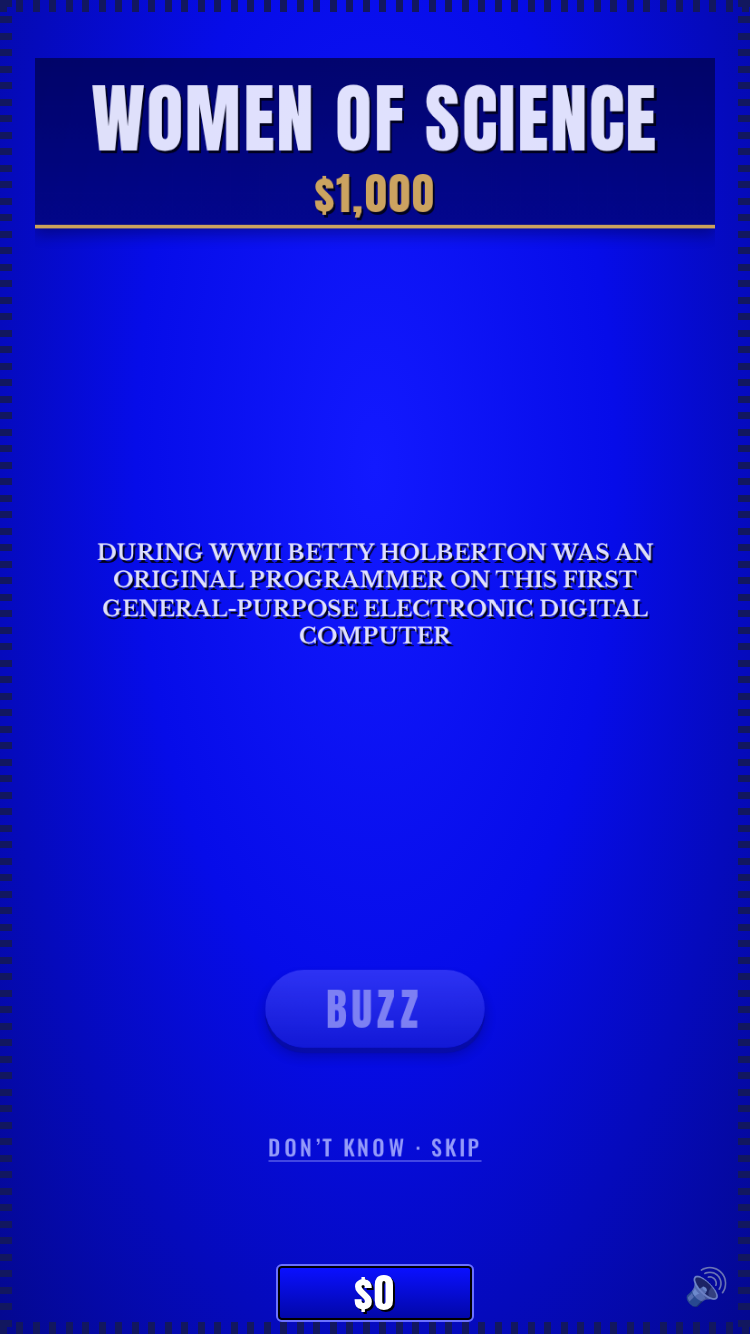 WOMEN OF SCIENCE
$1,000
DURING WWII BETTY HOLBERTON WAS AN
ORIGINAL PROGRAMMER ON THIS FIRST
GENERAL-PURPOSE ELECTRONIC DIGITAL
COMPUTER
BUZZ
DON’T KNOW · SKIP
$0